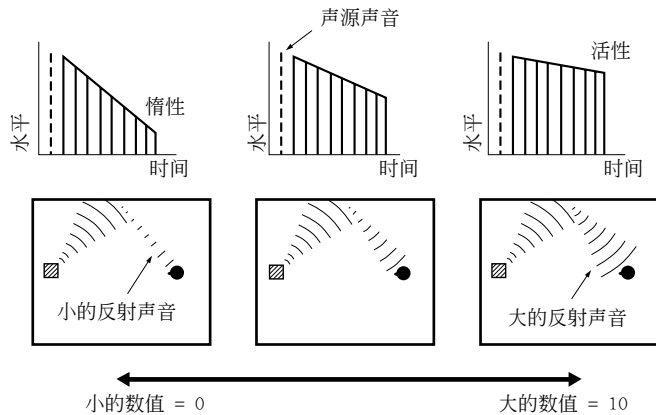 声源声音
惰性
活性
水平
水平
水平
时间
时间
时间
小的反射声音
大的反射声音
小的数值 = 0
大的数值 = 10